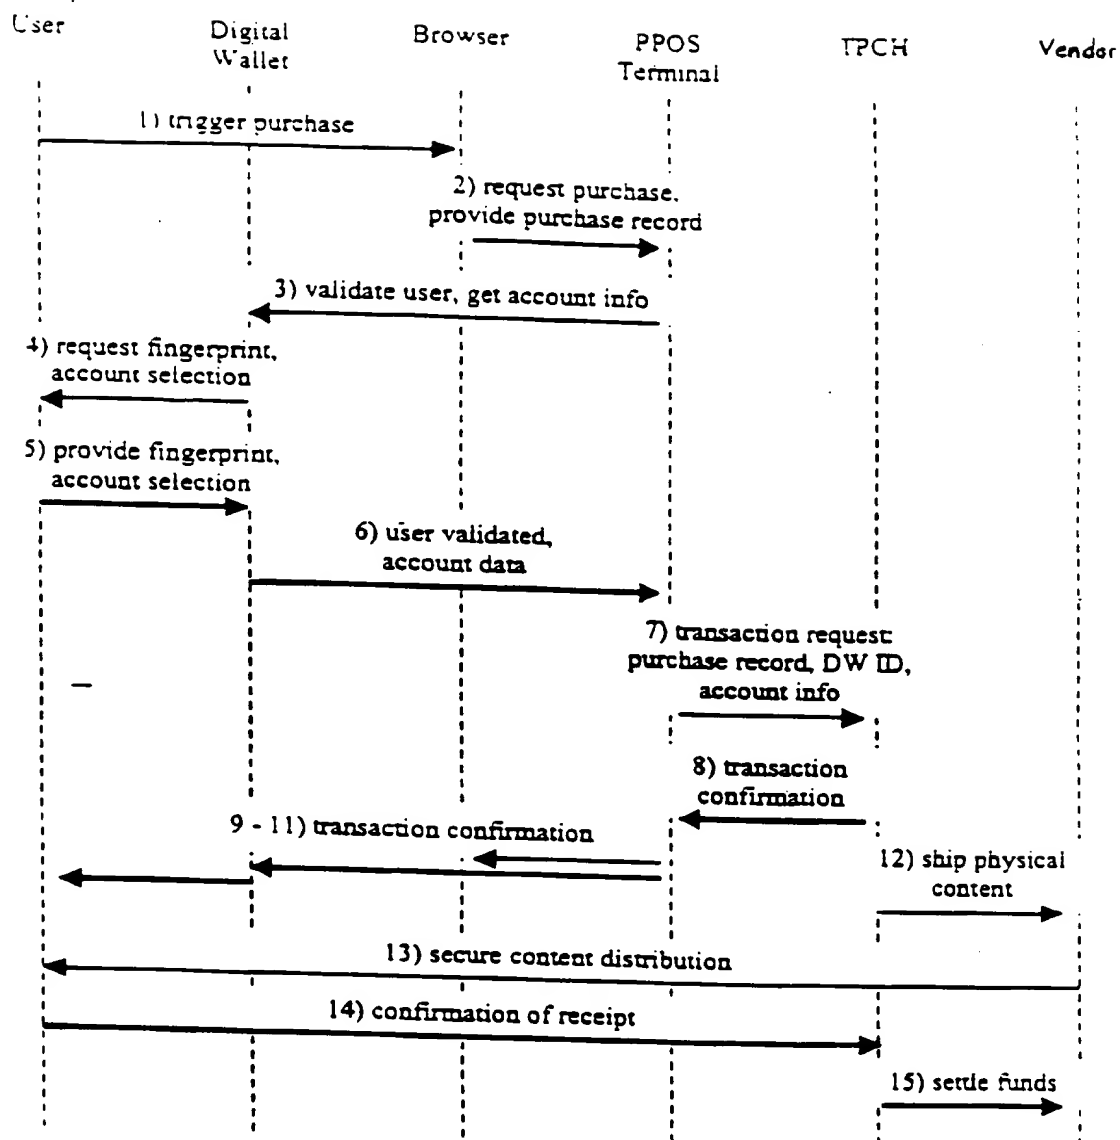 User
Digital
Wallet
Browser
PPOS
Terminal
TPCH
Vendor
1) trigger purchase
2) request purchase,
provide purchase record
3) validate user, get account info
4) request fingerprint,
account selection
5) provide fingerprint,
account selection
6) user validated,
account data
7) transaction request:
purchase record, DW ID,
account info
8) transaction
confirmation
9 - 11) transaction confirmation
12) ship physical
content
13) secure content distribution
14) confirmation of receipt
15) settle funds